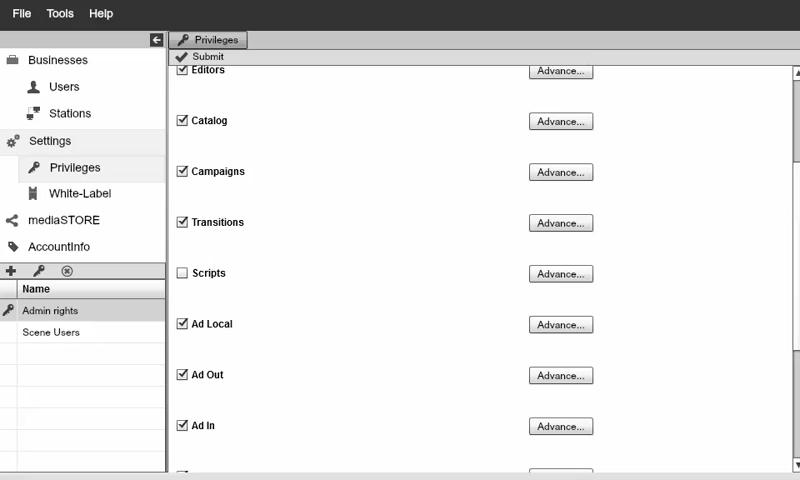 File Tools Help
Privileges
Submit
Businesses
Users
Stations
Settings
Privileges
White-Label
mediaSTORE
AccountInfo
Name
Admin rights
Scene Users
Editors Advance...
Catalog Advance...
Campaigns Advance...
Transitions Advance...
Scripts Advance...
Ad Local Advance...
Ad Out Advance...
Ad In Advance...